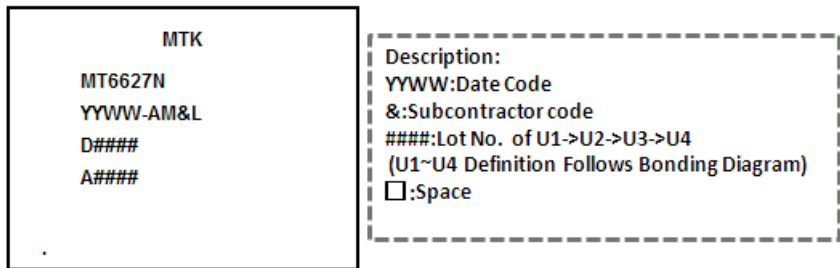 MTK
MT6627N
YYWW-AM&L
D####
A####
.
Description:
YYWW:Date Code
&:Subcontractor code
####:Lot No. of U1->U2->U3->U4
(U1~U4 Definition Follows Bonding Diagram)
☐:Space